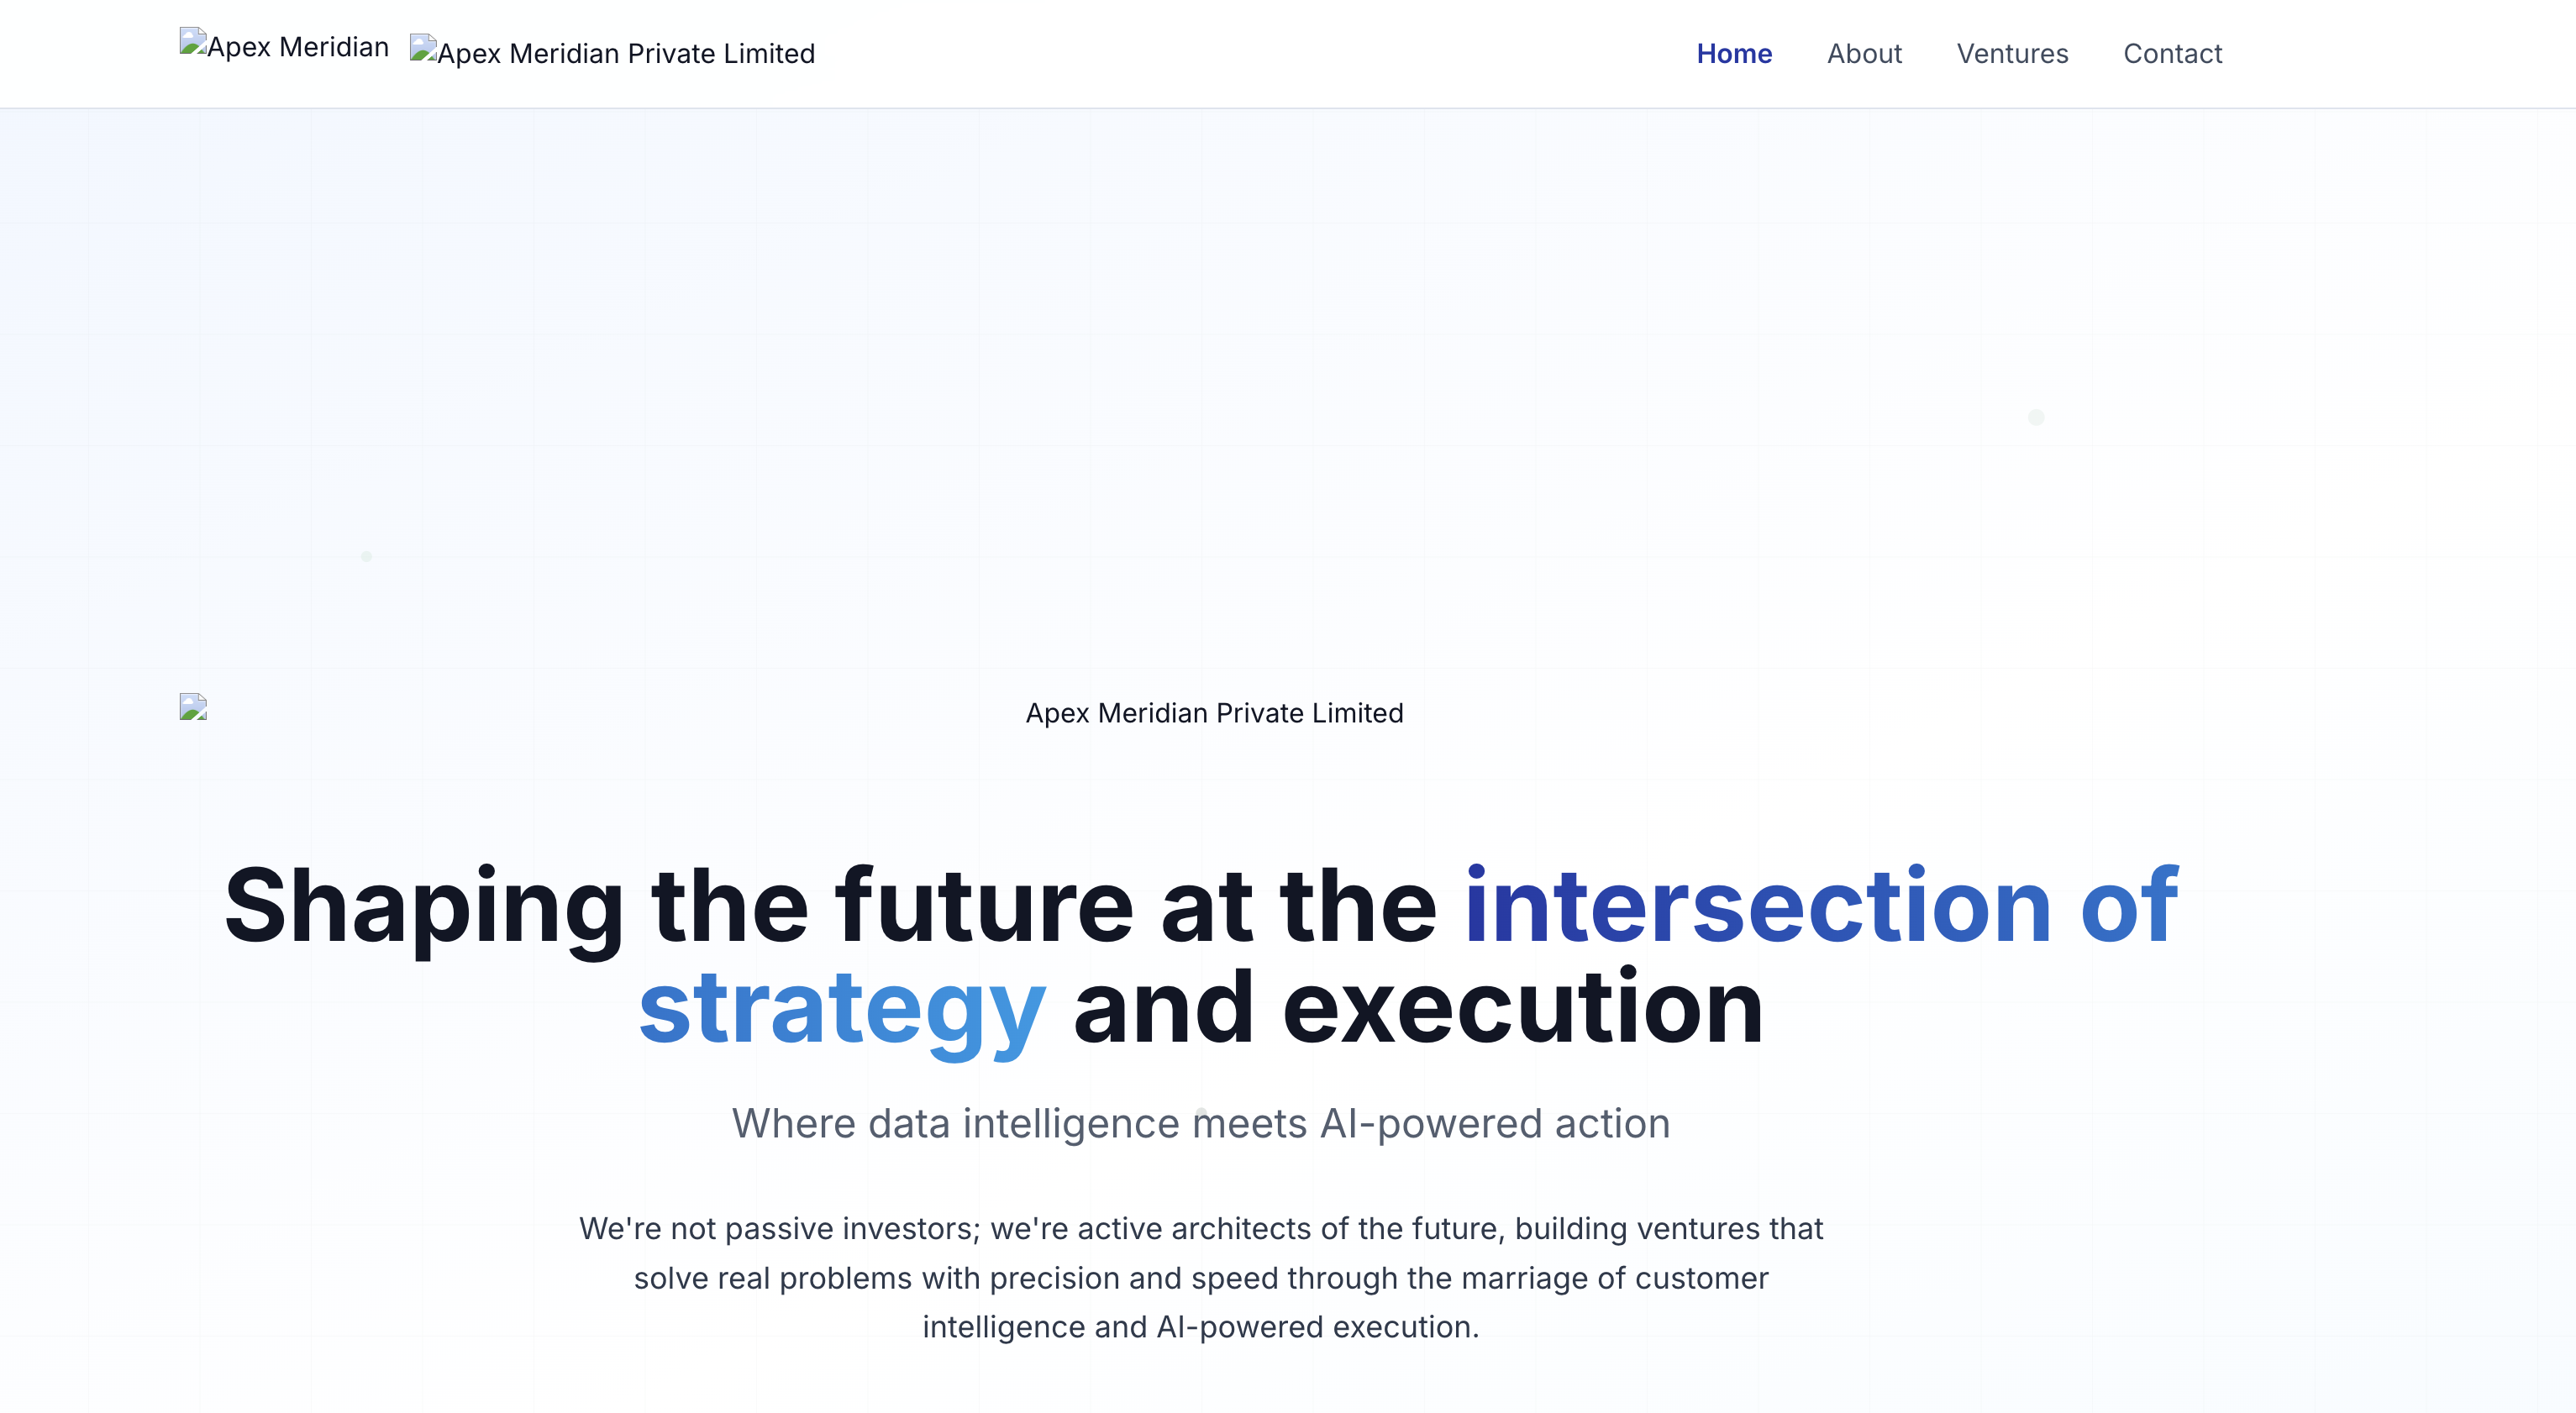 Apex Meridian
Apex Meridian Private Limited
Home
About
Ventures
Contact
Apex Meridian Private Limited
Shaping the future at the intersection of
strategy and execution
Where data intelligence meets AI-powered action
We're not passive investors; we're active architects of the future, building ventures that
solve real problems with precision and speed through the marriage of customer
intelligence and AI-powered execution.